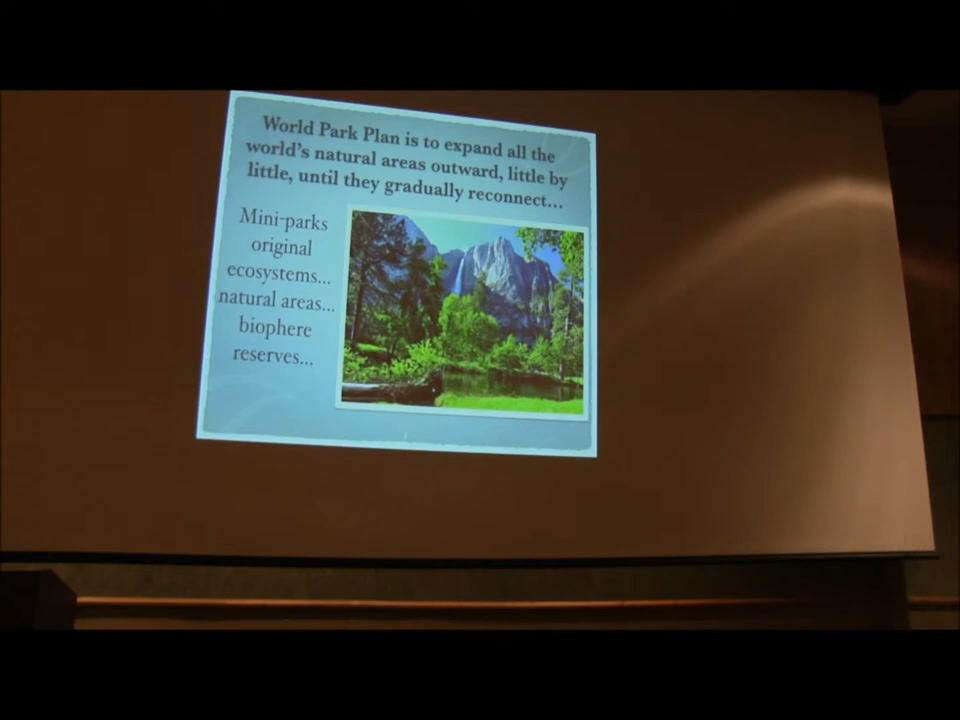 World Park Plan is to expand all the
world's natural areas outward, little by
little, until they gradually reconnect...
Mini-parks
original
ecosystems...
natural areas...
biophere
reserves...